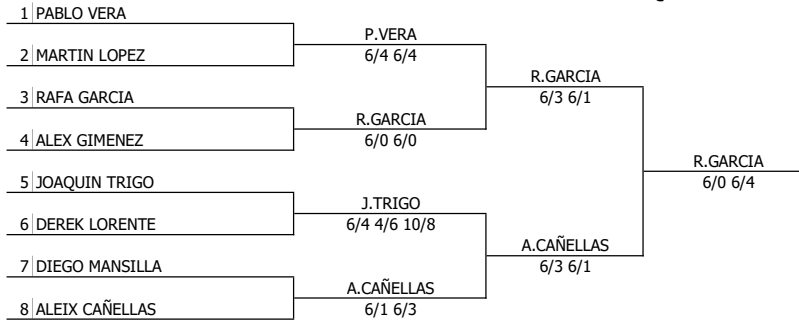 1 PABLO VERA
P.VERA
2 MARTIN LOPEZ
6/4 6/4
R.GARCIA
3 RAFA GARCIA
6/3 6/1
R.GARCIA
4 ALEX GIMENEZ
6/0 6/0
R.GARCIA
5 JOAQUIN TRIGO
6/0 6/4
J.TRIGO
6 DEREK LORENTE
6/4 4/6 10/8
A.CAÑELLAS
7 DIEGO MANSILLA
6/3 6/1
A.CAÑELLAS
8 ALEIX CAÑELLAS
6/1 6/3